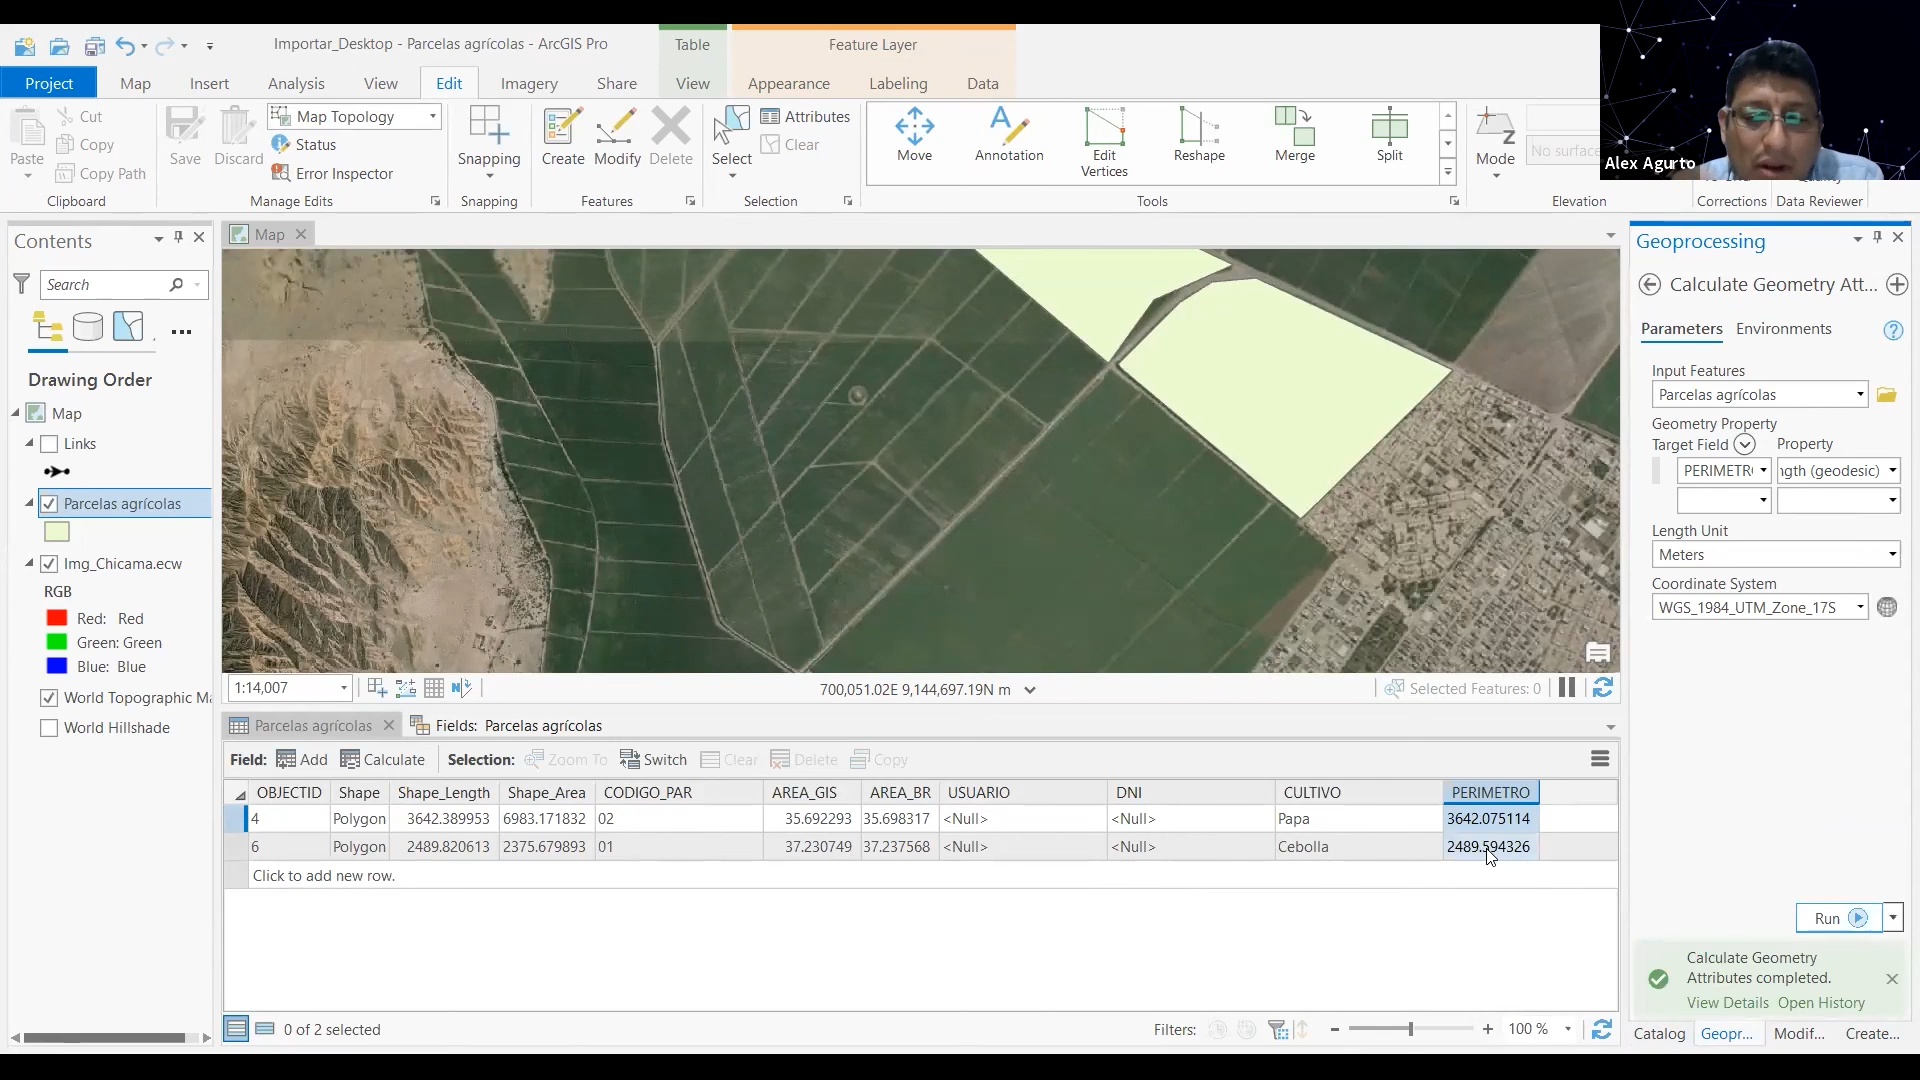 Importar_Desktop - Parcelas agrícolas - ArcGIS Pro
Table
Feature Layer
Project
Map
Insert
Analysis
View
Edit
Imagery
Share
View
Appearance
Labeling
Data
Paste
Cut
Copy
Copy Path
Clipboard
Save
Discard
Map Topology
Status
Error Inspector
Manage Edits
Snapping
Snapping
Create
Modify
Delete
Features
Select
Attributes
Clear
Selection
Move
Annotation
Edit
Vertices
Reshape
Merge
Split
Tools
Mode
No surfac
Elevation
Corrections
Data Reviewer
Alex Agurto
Contents
Search
Drawing Order
Map
Links
Parcelas agrícolas
Img_Chicama.ecw
RGB
Red: Red
Green: Green
Blue: Blue
World Topographic Ma
World Hillshade
Map
1:14,007
700,051.02E 9,144,697.19N m
Selected Features: 0
Parcelas agrícolas
Fields: Parcelas agrícolas
Field: Add Calculate Selection: Zoom To Switch Clear Delete Copy
OBJECTID Shape Shape_Length Shape_Area CODIGO_PAR AREA_GIS AREA_BR USUARIO DNI CULTIVO PERIMETRO
4 Polygon 3642.389953 6983.171832 02 35.692293 35.698317 <Null> <Null> Papa 3642.075114
6 Polygon 2489.820613 2375.679893 01 37.230749 37.237568 <Null> <Null> Cebolla 2489.594326
Click to add new row.
0 of 2 selected
Filters:
100 %
Geoprocessing
Calculate Geometry Att...
Parameters Environments
Input Features
Parcelas agrícolas
Geometry Property
Target Field Property
PERIMETR ngth (geodesic)
Length Unit
Meters
Coordinate System
WGS_1984_UTM_Zone_17S
Run
Calculate Geometry
Attributes completed.
View Details Open History
Catalog Geopr... Modif... Create...